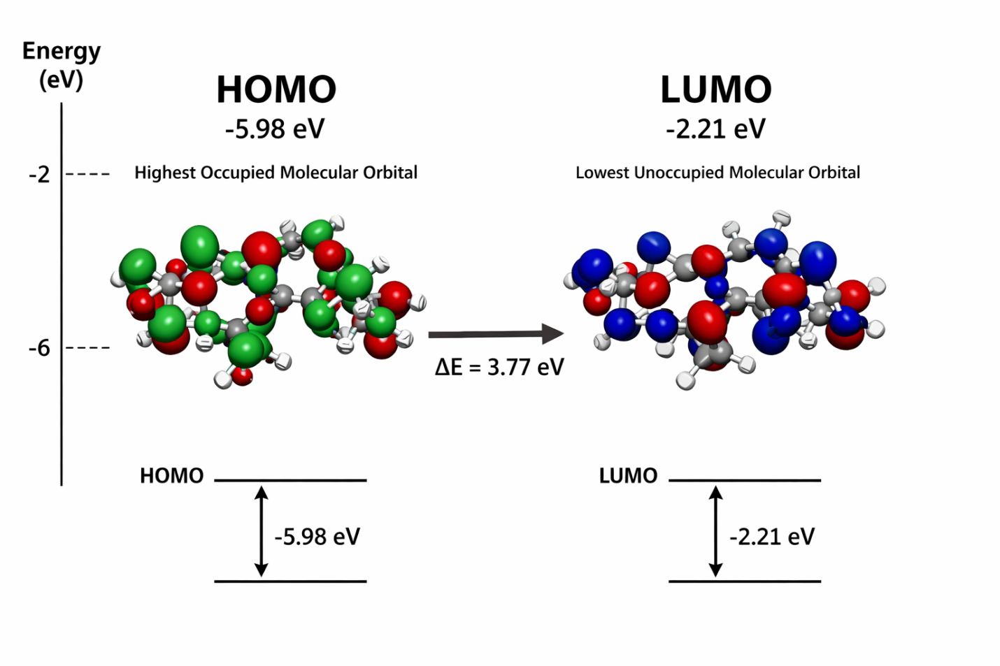 Energy
(eV)
HOMO
-5.98 eV
Highest Occupied Molecular Orbital
LUMO
-2.21 eV
Lowest Unoccupied Molecular Orbital
-2
-6
ΔE = 3.77 eV
HOMO
-5.98 eV
LUMO
-2.21 eV